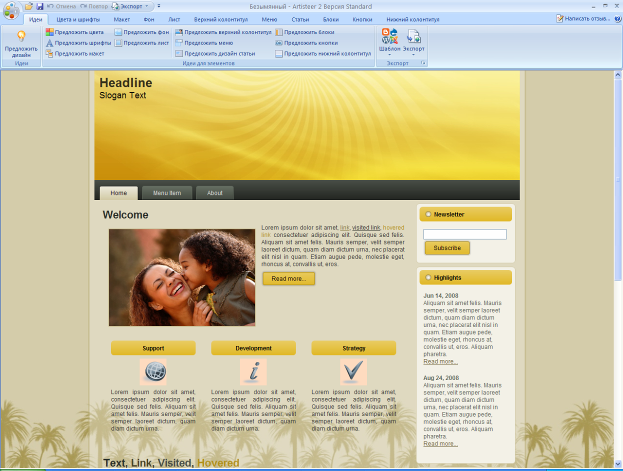 Отмена
Повтор
Экспорт
Безымянный - Artisteer 2 Версия Standard
Идеи
Цвета и шрифты
Макет
Фон
Лист
Верхний колонтитул
Меню
Статьи
Блоки
Кнопки
Нижний колонтитул
Написать отзыв...
Предложить дизайн
Предложить цвета
Предложить шрифты
Предложить макет
Предложить фон
Предложить лист
Предложить верхний колонтитул
Предложить меню
Предложить дизайн статьи
Предложить блоки
Предложить кнопки
Предложить нижний колонтитул
Шаблон
Экспорт
Идеи
Идеи для элементов
Экспорт
Headline
Slogan Text
Home
Menu Item
About
Welcome
Lorem ipsum dolor sit amet, link, visited link, hovered
link consectetuer adipiscing elit. Quisque sed felis.
Aliquam sit amet felis. Mauris semper, velit semper
laoreet dictum, quam diam dictum urna, nec placerat
elit nisl in quam. Etiam augue pede, molestie eget,
rhoncus at, convallis ut, eros.
Read more...
Support
Development
Strategy
Lorem ipsum dolor sit amet,
consectetuer adipiscing elit.
Quisque sed felis. Aliquam sit
amet felis. Mauris semper, velit
semper laoreet dictum, quam
diam dictum urna.
Lorem ipsum dolor sit amet,
consectetuer adipiscing elit.
Quisque sed felis. Aliquam sit
amet felis. Mauris semper, velit
semper laoreet dictum, quam
diam dictum urna.
Lorem ipsum dolor sit amet,
consectetuer adipiscing elit.
Quisque sed felis. Aliquam sit
amet felis. Mauris semper, velit
semper laoreet dictum, quam
diam dictum urna.
Text, Link, Visited, Hovered
Newsletter
Subscribe
Highlights
Jun 14, 2008
Aliquam sit amet felis. Mauris
semper, velit semper laoreet
dictum, quam diam dictum
urna, nec placerat elit nisl in
quam. Etiam augue pede,
molestie eget, rhoncus at,
convallis ut, eros. Aliquam
pharetra.
Read more...
Aug 24, 2008
Aliquam sit amet felis. Mauris
semper, velit semper laoreet
dictum, quam diam dictum
urna, nec placerat elit nisl in
quam. Etiam augue pede,
molestie eget, rhoncus at,
convallis ut, eros. Aliquam
pharetra.
Read more...